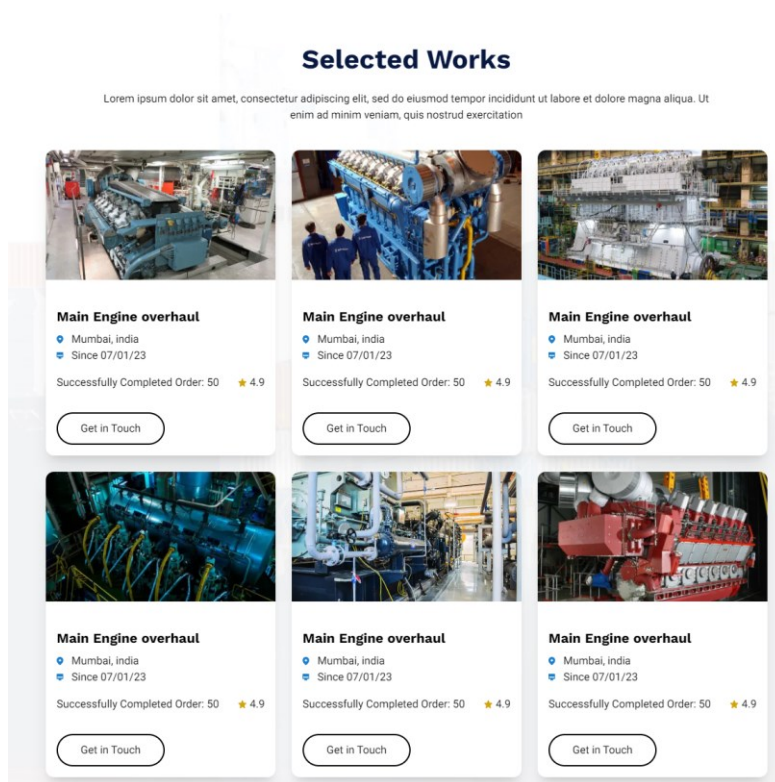 Selected Works
Lorem ipsum dolor sit amet, consectetur adipiscing elit, sed do eiusmod tempor incididunt ut labore et dolore magna aliqua. Ut
enim ad minim veniam, quis nostrud exercitation
Main Engine overhaul
Mumbai, india
Since 07/01/23
Successfully Completed Order: 50 4.9
Get in Touch
Main Engine overhaul
Mumbai, india
Since 07/01/23
Successfully Completed Order: 50 4.9
Get in Touch
Main Engine overhaul
Mumbai, india
Since 07/01/23
Successfully Completed Order: 50 4.9
Get in Touch
Main Engine overhaul
Mumbai, india
Since 07/01/23
Successfully Completed Order: 50 4.9
Get in Touch
Main Engine overhaul
Mumbai, india
Since 07/01/23
Successfully Completed Order: 50 4.9
Get in Touch
Main Engine overhaul
Mumbai, india
Since 07/01/23
Successfully Completed Order: 50 4.9
Get in Touch